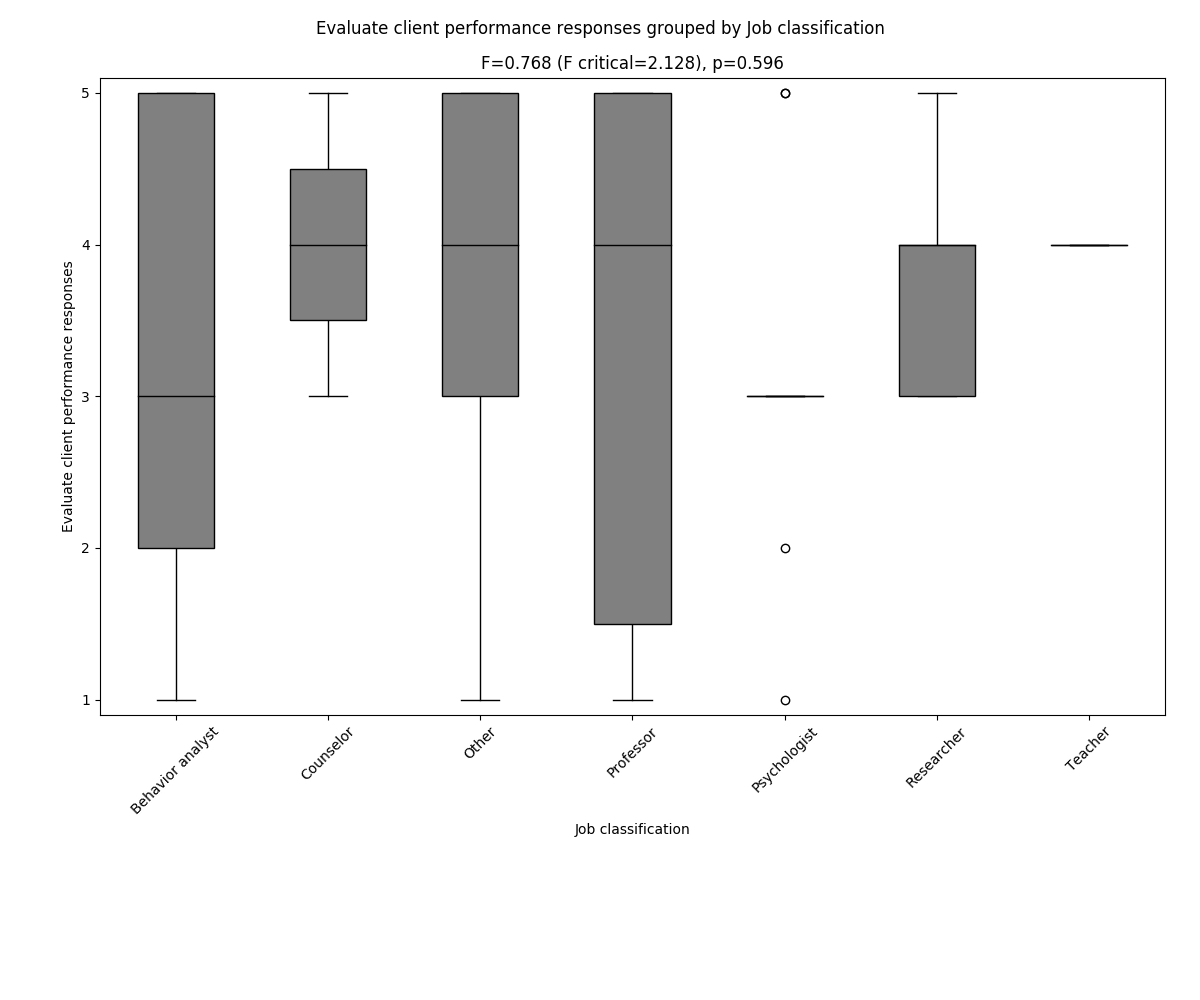 Evaluate client performance responses grouped by Job classification
F=0.768 (F critical=2.128), p=0.596
Evaluate client performance responses
5
4
3
2
1
Behavior analyst
Counselor
Other
Professor
Psychologist
Researcher
Teacher
Job classification